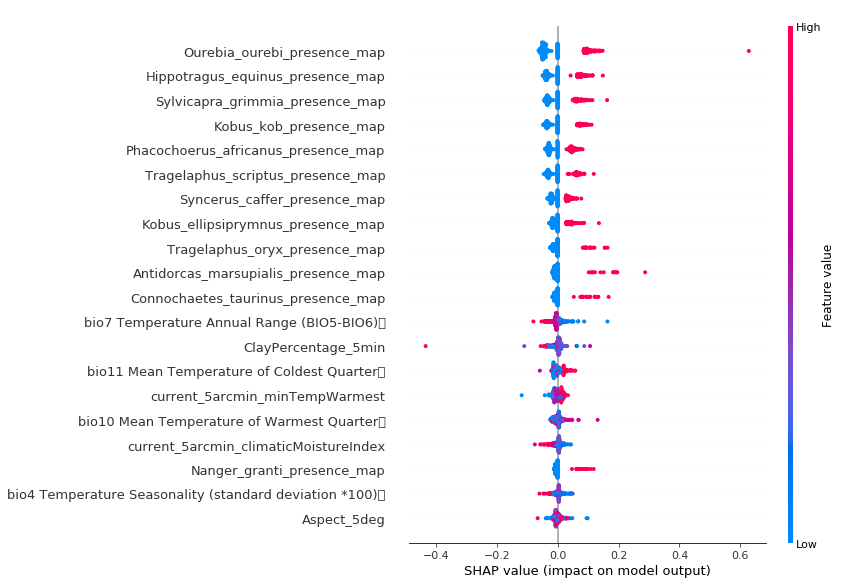 High
Ourebia_ourebi_presence_map
Hippotragus_equinus_presence_map
Sylvicapra_grimmia_presence_map
Kobus_kob_presence_map
Phacochoerus_africanus_presence_map
Tragelaphus_scriptus_presence_map
Syncerus_caffer_presence_map
Kobus_ellipsiprymnus_presence_map
Tragelaphus_oryx_presence_map
Antidorcas_marsupialis_presence_map
Connochaetes_taurinus_presence_map
bio7 Temperature Annual Range (BIO5-BIO6)
ClayPercentage_5min
bio11 Mean Temperature of Coldest Quarter
current_5arcmin_minTempWarmest
bio10 Mean Temperature of Warmest Quarter
current_5arcmin_climaticMoistureIndex
Nanger_granti_presence_map
bio4 Temperature Seasonality (standard deviation *100)
Aspect_5deg
Feature value
Low
−0.4 −0.2 0.0 0.2 0.4 0.6
SHAP value (impact on model output)